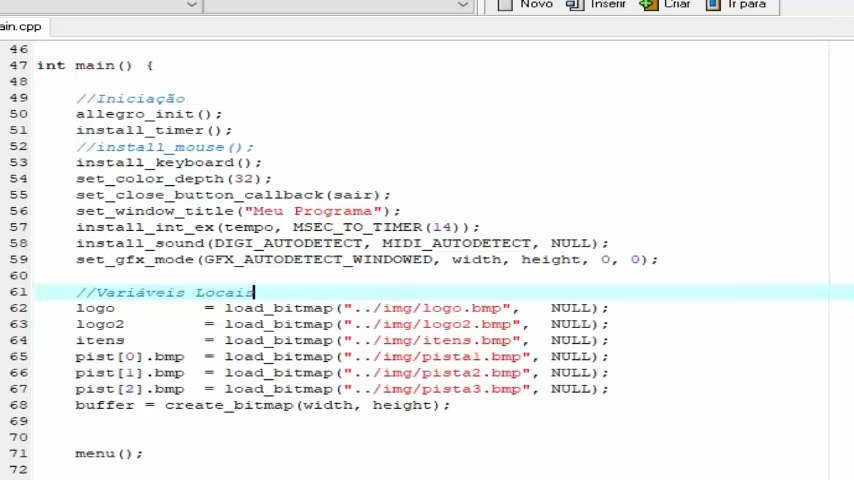 Novo Inserir Criar Ir para
ain.cpp
46
47 int main() {
48
49 //Iniciação
50 allegro_init();
51 install_timer();
52 //install_mouse();
53 install_keyboard();
54 set_color_depth(32);
55 set_close_button_callback(sair);
56 set_window_title("Meu Programa");
57 install_int_ex(tempo, MSEC_TO_TIMER(14));
58 install_sound(DIGI_AUTODETECT, MIDI_AUTODETECT, NULL);
59 set_gfx_mode(GFX_AUTODETECT_WINDOWED, width, height, 0, 0);
60
61 //Variáveis Locais
62 logo = load_bitmap("../img/logo.bmp", NULL);
63 logo2 = load_bitmap("../img/logo2.bmp", NULL);
64 itens = load_bitmap("../img/itens.bmp", NULL);
65 pist[0].bmp = load_bitmap("../img/pista1.bmp", NULL);
66 pist[1].bmp = load_bitmap("../img/pista2.bmp", NULL);
67 pist[2].bmp = load_bitmap("../img/pista3.bmp", NULL);
68 buffer = create_bitmap(width, height);
69
70
71 menu();
72